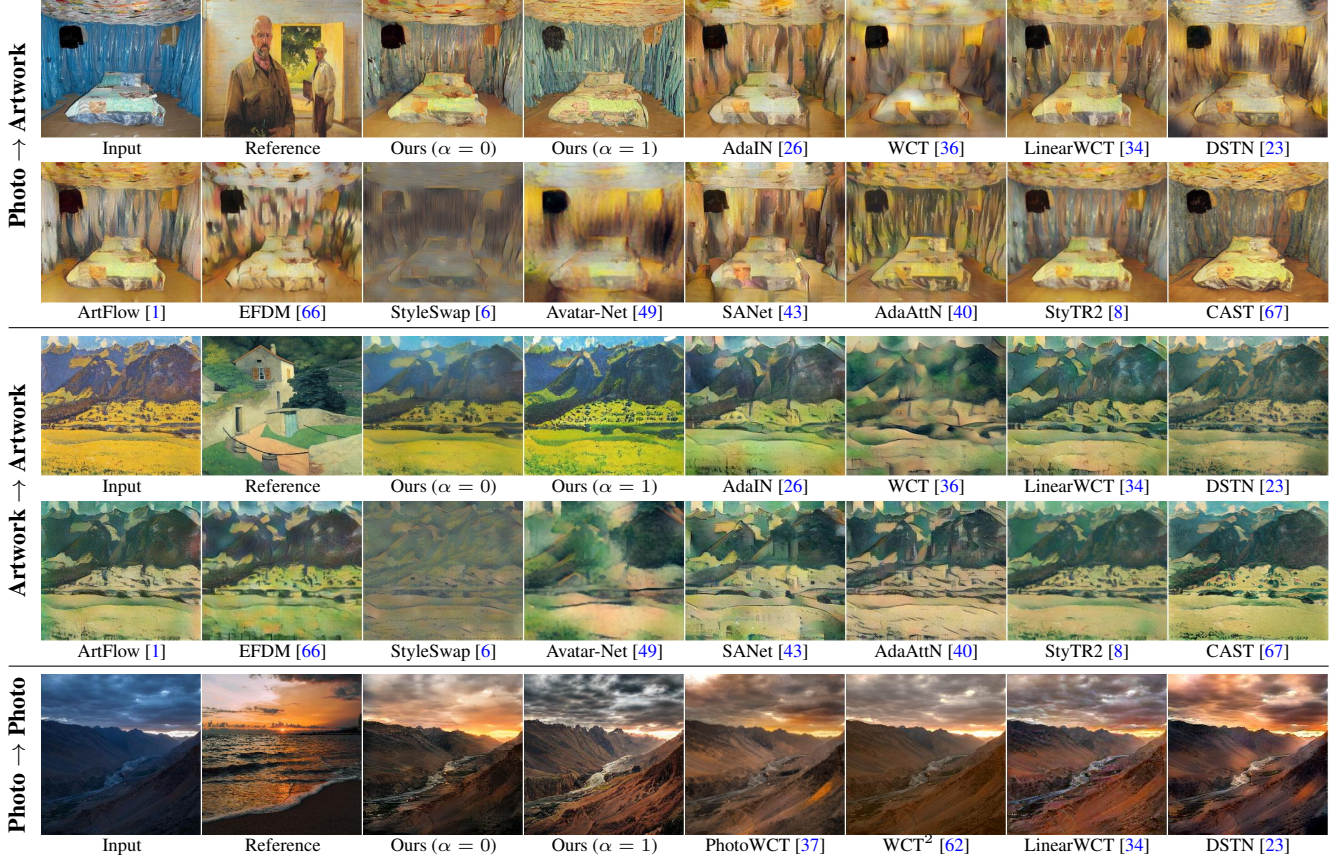 Photo → Artwork
Input Reference Ours (α = 0) Ours (α = 1) AdaIN [26] WCT [36] LinearWCT [34] DSTN [23]
ArtFlow [1] EFDM [66] StyleSwap [6] Avatar-Net [49] SANet [43] AdaAttN [40] StyTR2 [8] CAST [67]
Artwork → Artwork
Input Reference Ours (α = 0) Ours (α = 1) AdaIN [26] WCT [36] LinearWCT [34] DSTN [23]
ArtFlow [1] EFDM [66] StyleSwap [6] Avatar-Net [49] SANet [43] AdaAttN [40] StyTR2 [8] CAST [67]
Photo → Photo
Input Reference Ours (α = 0) Ours (α = 1) PhotoWCT [37] WCT² [62] LinearWCT [34] DSTN [23]